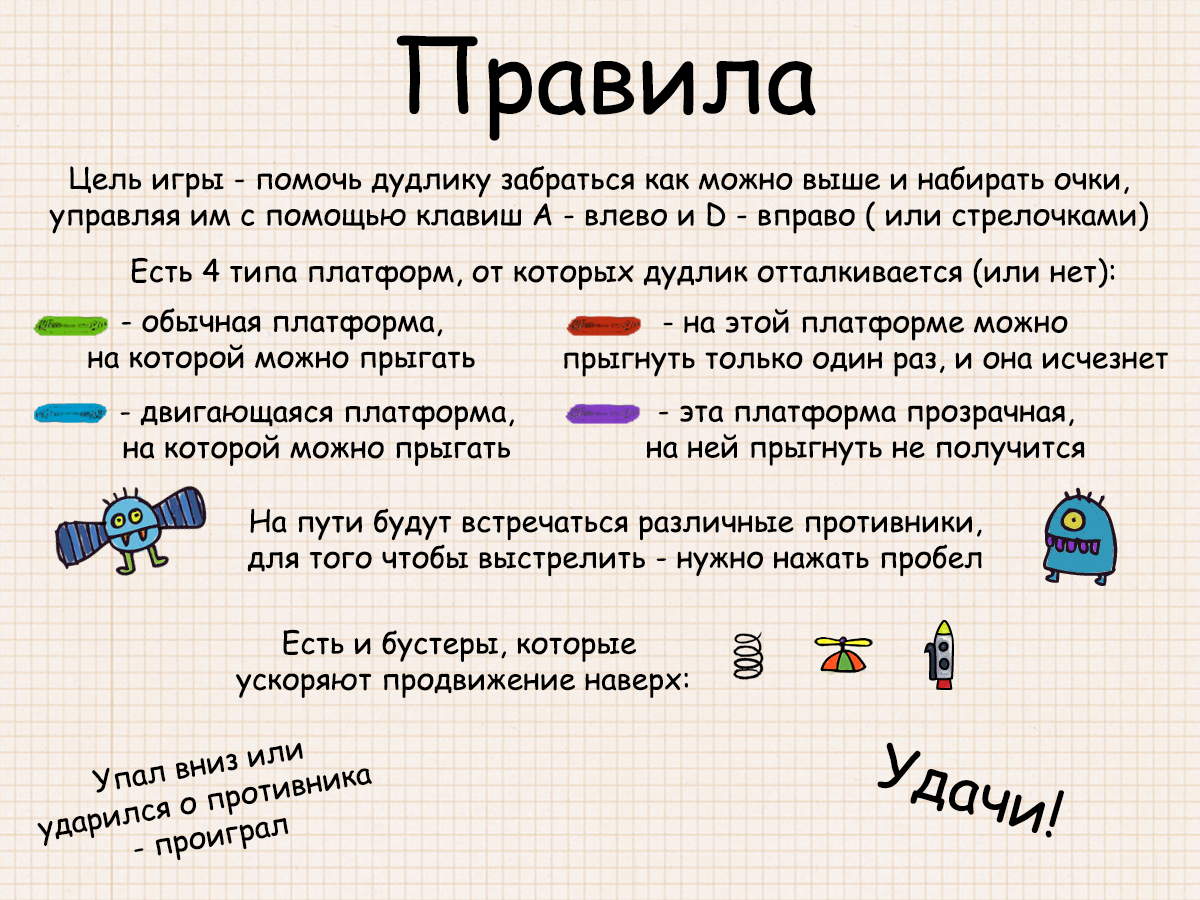 Правила
Цель игры - помочь дудлику забраться как можно выше и набирать очки,
управляя им с помощью клавиш A - влево и D - вправо ( или стрелочками)
Есть 4 типа платформ, от которых дудлик отталкивается (или нет):
- обычная платформа,
на которой можно прыгать
- на этой платформе можно
прыгнуть только один раз, и она исчезнет
- двигающаяся платформа,
на которой можно прыгать
- эта платформа прозрачная,
на ней прыгнуть не получится
На пути будут встречаться различные противники,
для того чтобы выстрелить - нужно нажать пробел
Есть и бустеры, которые
ускоряют продвижение наверх:
Упал вниз или
ударился о противника
- проиграл
Удачи!